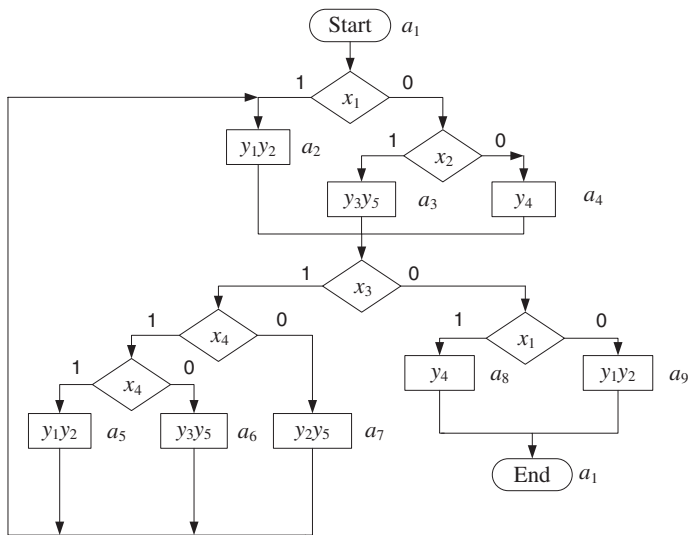 Start a1
1 x1 0
y1y2 a2 1 x2 0
y3y5 a3 y4 a4
1 x3 0
1 x4 0 1 x1 0
1 x4 0 y4 a8 y1y2 a9
y1y2 a5 y3y5 a6 y2y5 a7
End a1